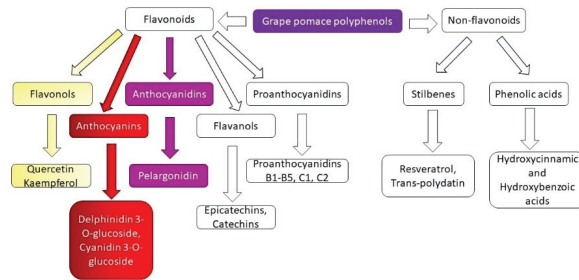 Flavonoids
Grape pomace polyphenols
Non-flavonoids
Flavonols
Anthocyanidins
Proanthocyanidins
Stilbenes
Phenolic acids
Anthocyanins
Flavanols
Quercetin
Kaempferol
Pelargonidin
Proanthocyanidins
B1-B5, C1, C2
Resveratrol,
Trans-polydatin
Hydroxycinnamic
and
Hydroxybenzoic
acids
Delphinidin 3-
O-glucoside,
Cyanidin 3-O-
glucoside
Epicatechins,
Catechins